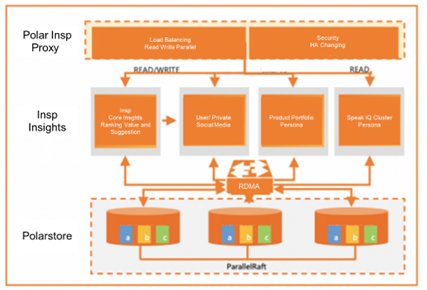 Polar Insp
Proxy
Load Balancing
Read Write Parallel
Security
HA Changing
READ/WRITE
READ
Insp
Insights
Insp
Core Insights
Ranking Value and
Suggestion
User/ Private
Social Media
Product Portfolio
Persona
Speak IQ Cluster
Persona
RDMA
Polarstore
a b c
a b c
a b c
ParallelRaft